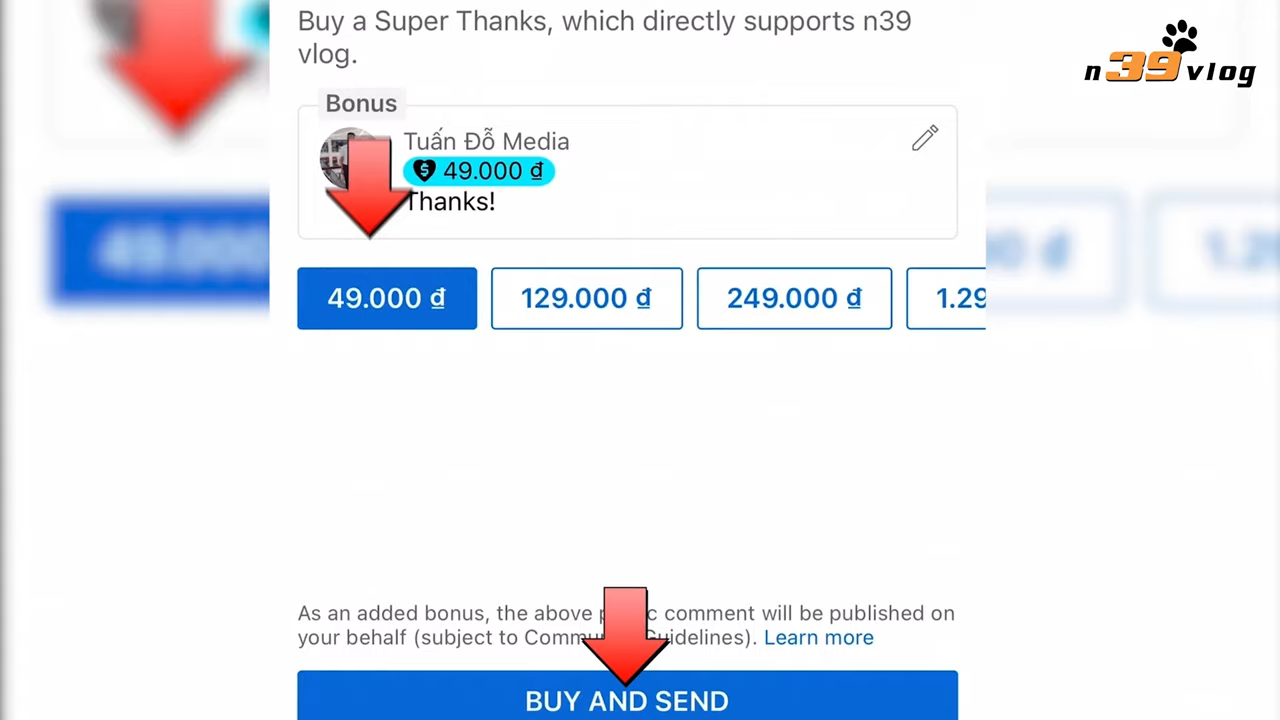 Buy a Super Thanks, which directly supports n39
vlog.
n39vlog
Bonus
Tuấn Đỗ Media
49.000 ₫
Thanks!
49.000 ₫
129.000 ₫
249.000 ₫
1.29
As an added bonus, the above comment will be published on
your behalf (subject to Guidelines). Learn more
BUY AND SEND